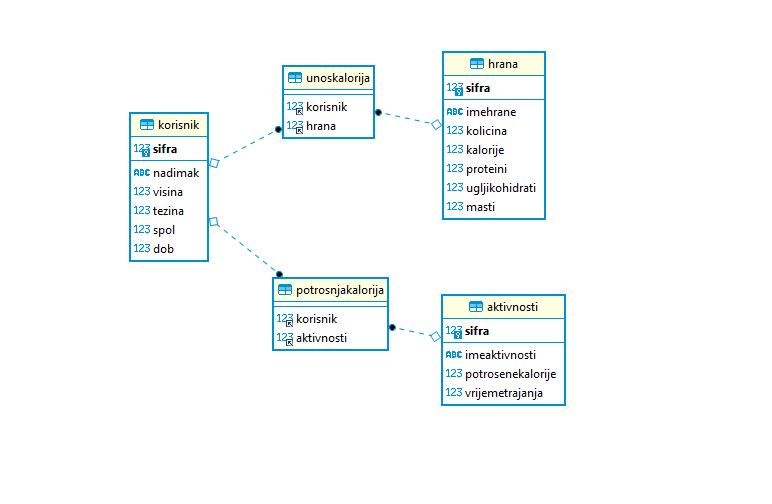 korisnik
123 sifra
ABC nadimak
123 visina
123 tezina
123 spol
123 dob
unoskalorija
123 korisnik
123 hrana
hrana
123 sifra
ABC imehrane
123 kolicina
123 kalorije
123 proteini
123 ugljikohidrati
123 masti
potrosnjakalorija
123 korisnik
123 aktivnosti
aktivnosti
123 sifra
ABC imeaktivnosti
123 potrosenekalorije
123 vrijemetrajanja